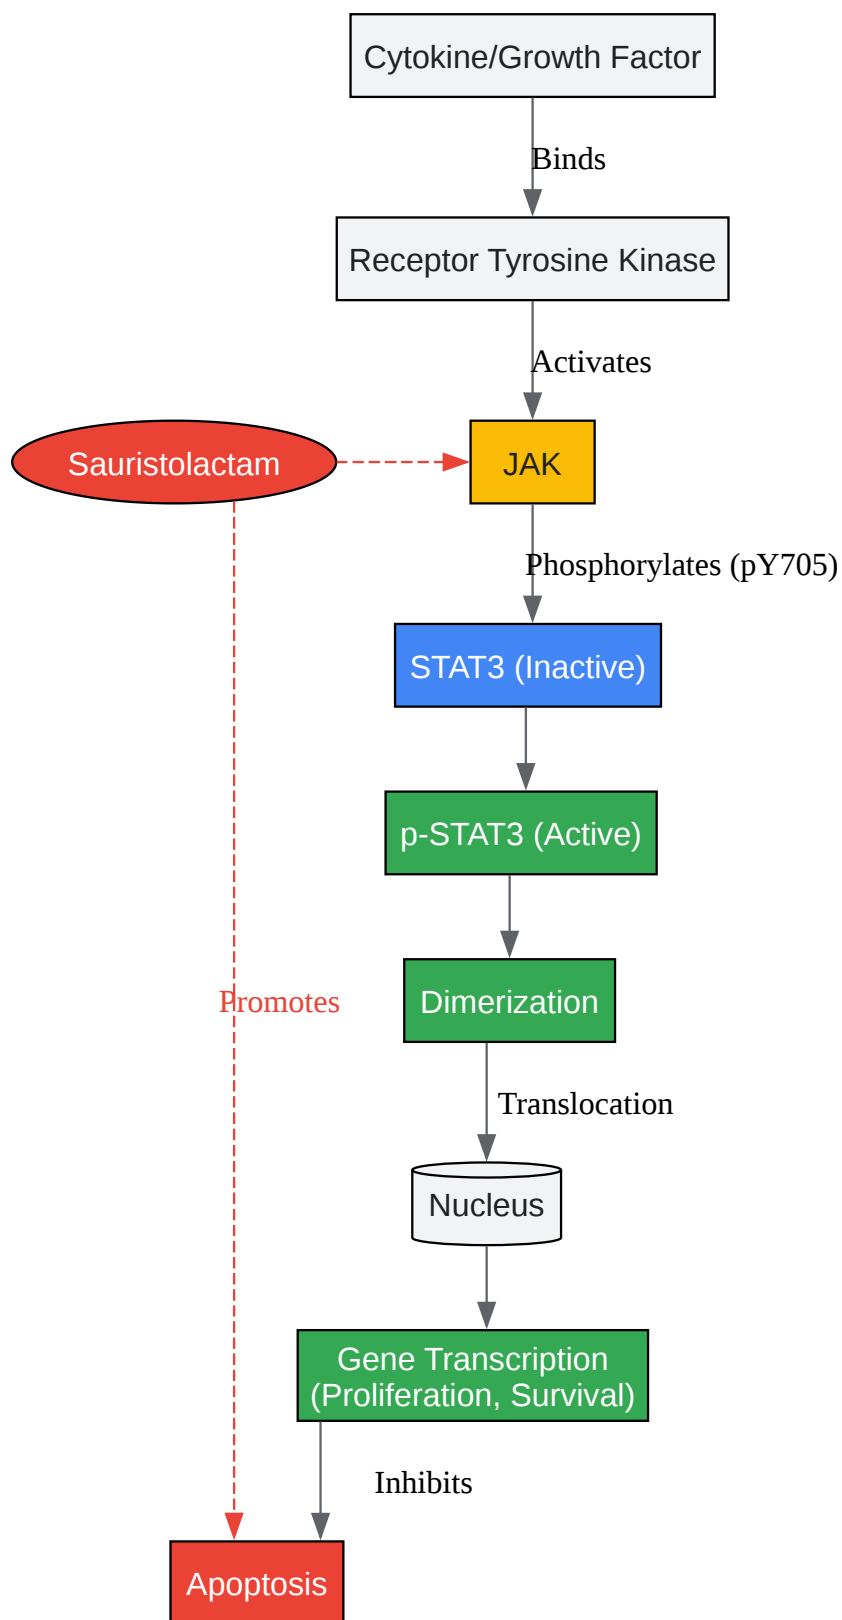 Cytokine/Growth Factor
Binds
Receptor Tyrosine Kinase
Activates
Sauristolactam
JAK
Phosphorylates (pY705)
STAT3 (Inactive)
p-STAT3 (Active)
Promotes
Dimerization
Translocation
Nucleus
Gene Transcription
(Proliferation, Survival)
Inhibits
Apoptosis